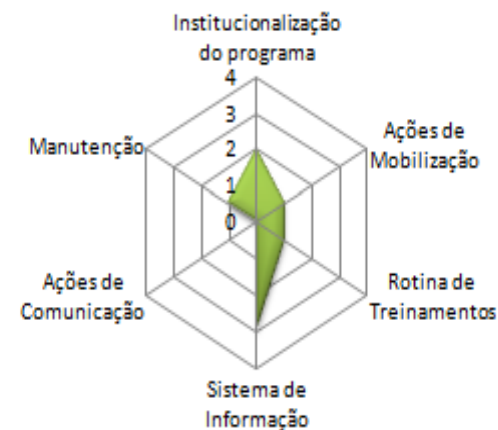 Institucionalização
do programa
4
3
2
1
0
Ações de
Mobilização
Rotina de
Treinamentos
Sistema de
Informação
Ações de
Comunicação
Manutenção